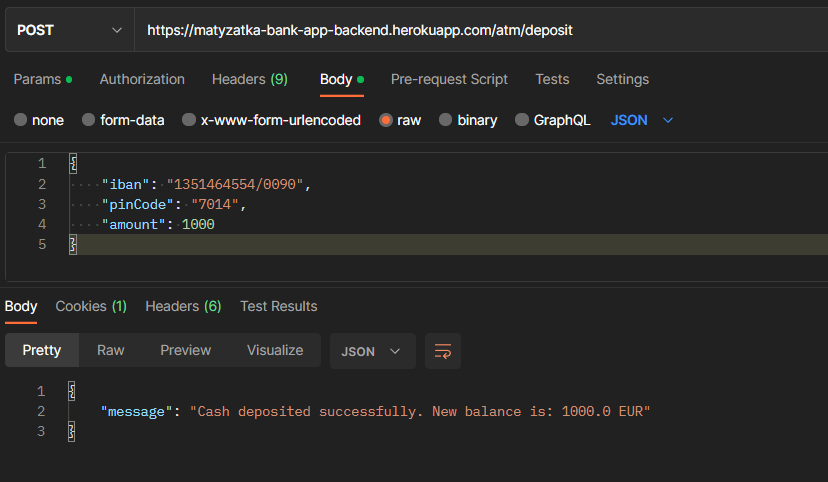 POST https://matyzatka-bank-app-backend.herokuapp.com/atm/deposit
Params Authorization Headers (9) Body Pre-request Script Tests Settings
none form-data x-www-form-urlencoded raw binary GraphQL JSON
1 {
2 "iban": "1351464554/0090",
3 "pinCode": "7014",
4 "amount": 1000
5 }
Body Cookies (1) Headers (6) Test Results
Pretty Raw Preview Visualize JSON
1 {
2 "message": "Cash deposited successfully. New balance is: 1000.0 EUR"
3 }